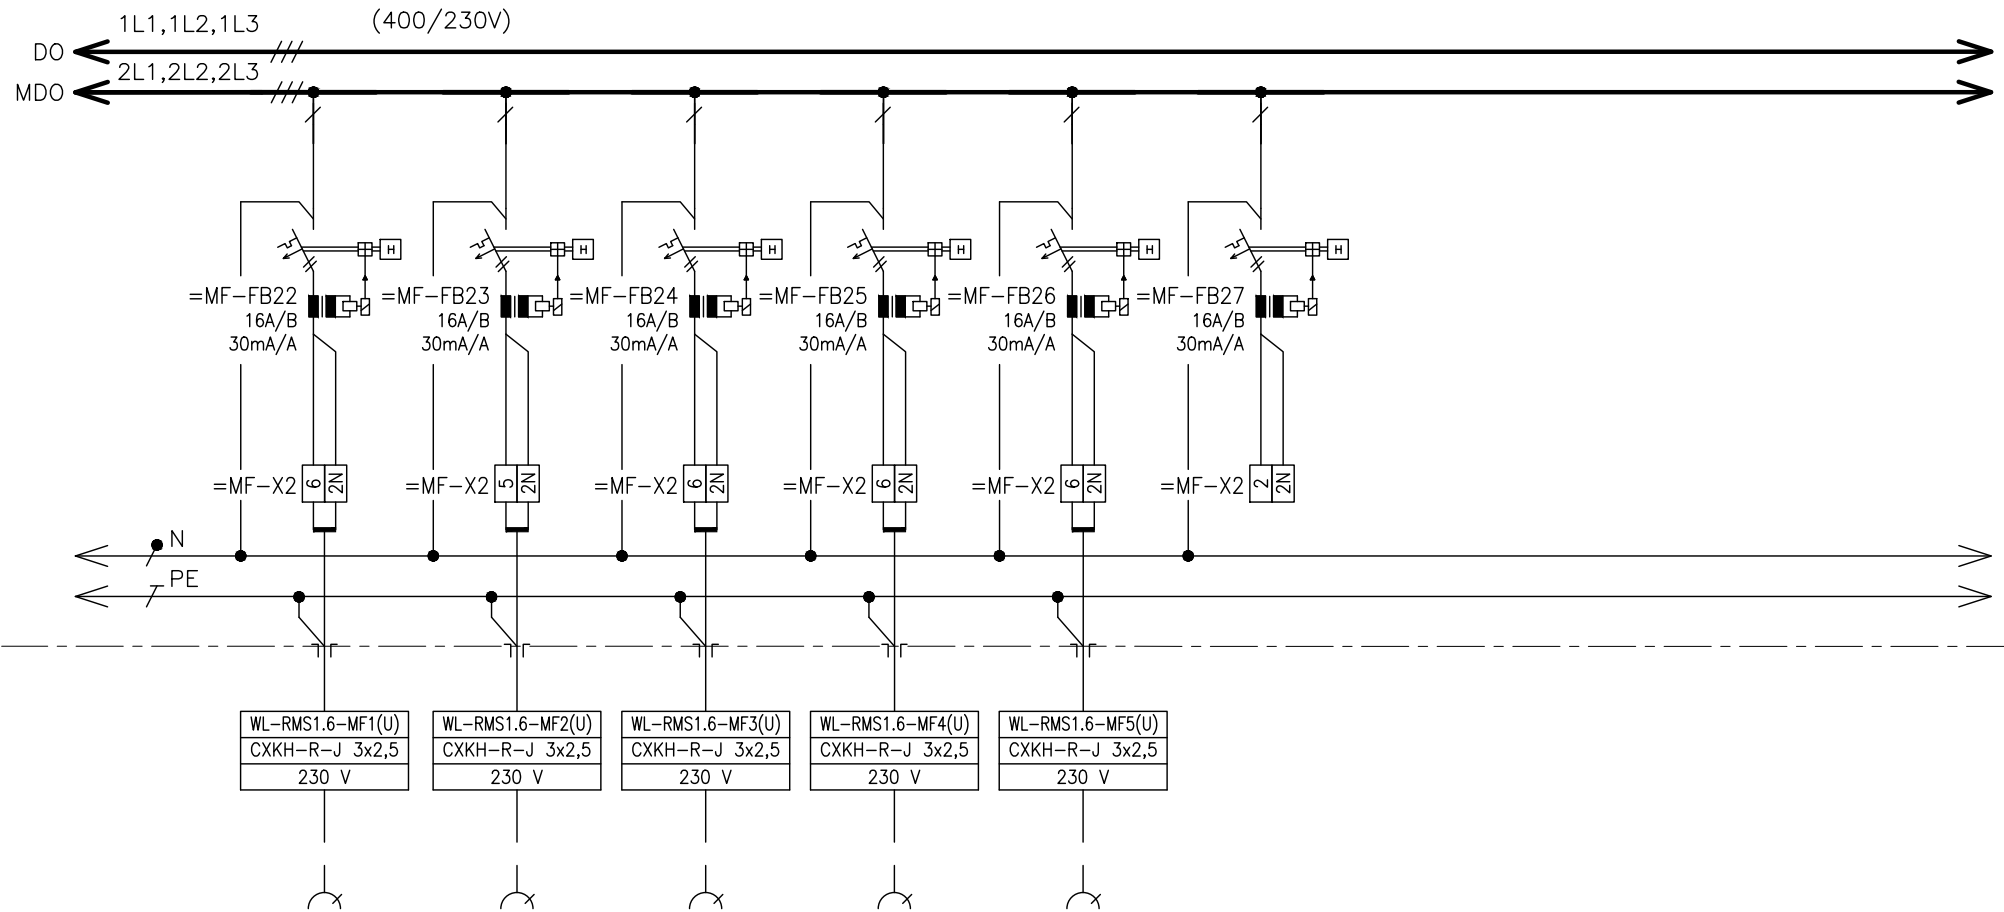 1L1,1L2,1L3 (400/230V)
DO
2L1,2L2,2L3
MDO
H H H H H H
=MF-FB22 =MF-FB23 =MF-FB24 =MF-FB25 =MF-FB26 =MF-FB27
16A/B 16A/B 16A/B 16A/B 16A/B 16A/B
30mA/A 30mA/A 30mA/A 30mA/A 30mA/A 30mA/A
=MF-X2 6 2N =MF-X2 5 2N =MF-X2 6 2N =MF-X2 6 2N =MF-X2 6 2N =MF-X2 2 2N
N
PE
WL-RMS1.6-MF1(U) WL-RMS1.6-MF2(U) WL-RMS1.6-MF3(U) WL-RMS1.6-MF4(U) WL-RMS1.6-MF5(U)
CXKH-R-J 3x2,5 CXKH-R-J 3x2,5 CXKH-R-J 3x2,5 CXKH-R-J 3x2,5 CXKH-R-J 3x2,5
230 V 230 V 230 V 230 V 230 V